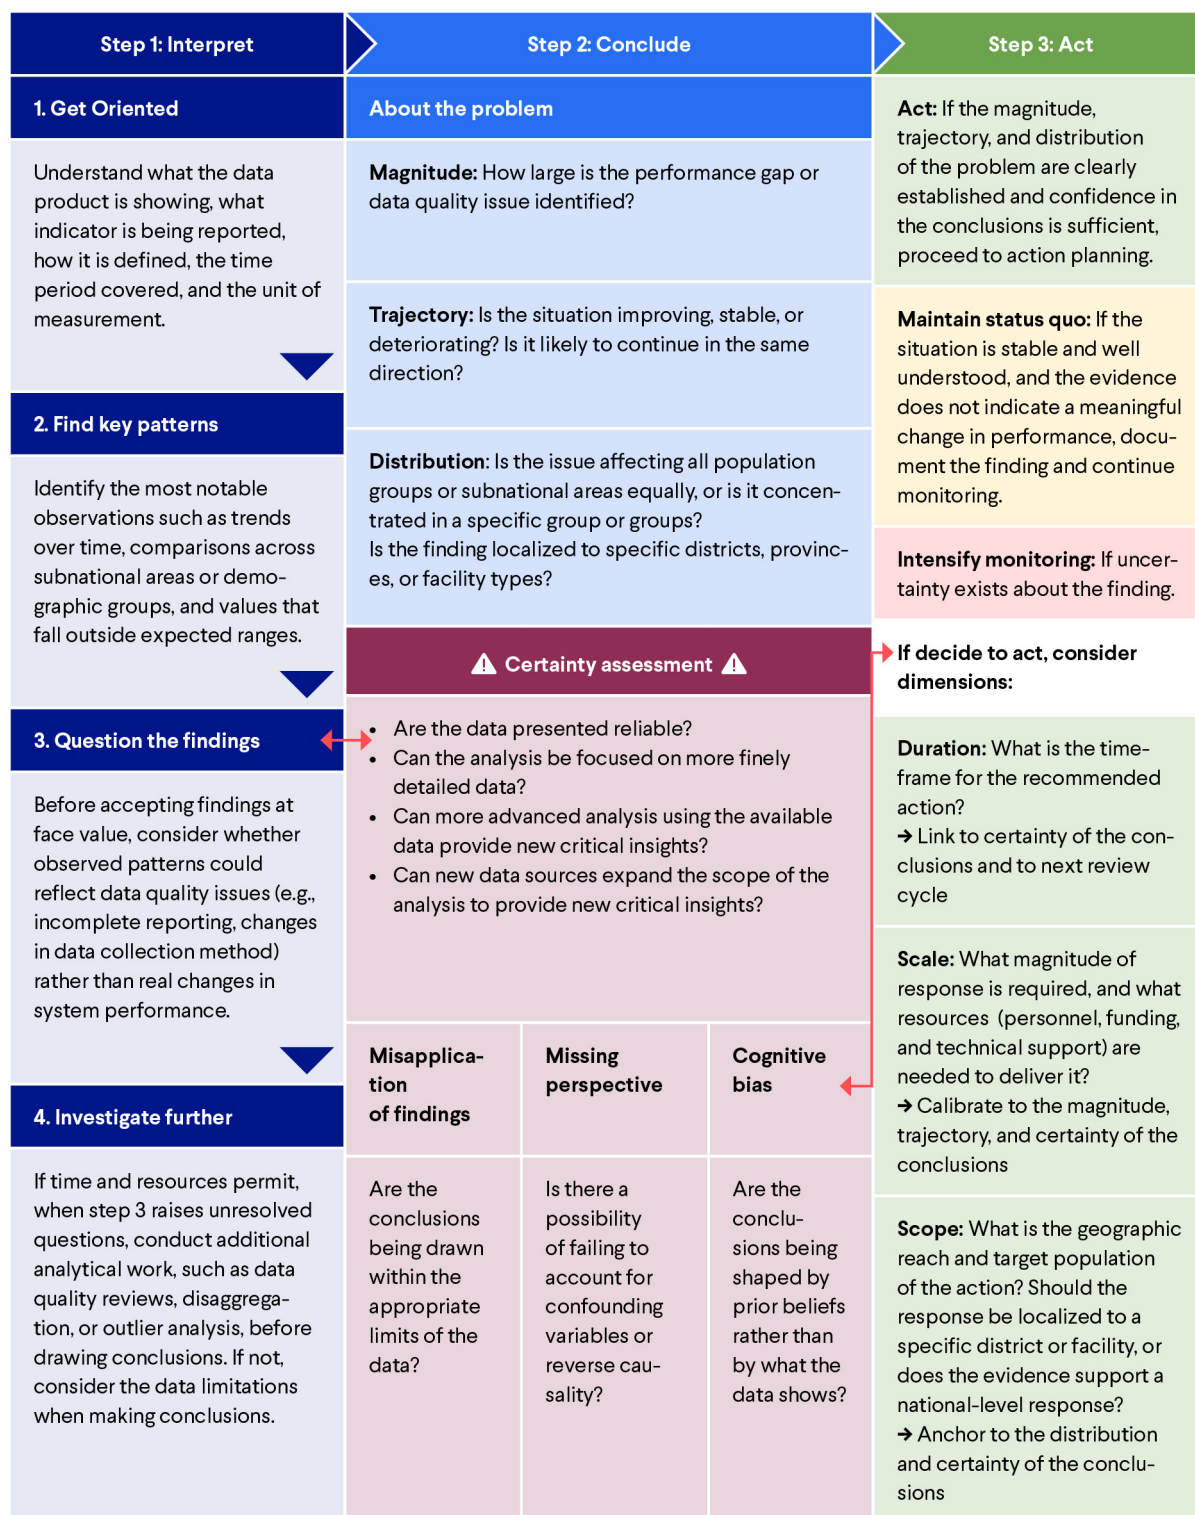 Step 1: Interpret
Step 2: Conclude
Step 3: Act
1. Get Oriented
Understand what the data
product is showing, what
indicator is being reported,
how it is defined, the time
period covered, and the unit of
measurement.
2. Find key patterns
Identify the most notable
observations such as trends
over time, comparisons across
subnational areas or demo-
graphic groups, and values that
fall outside expected ranges.
3. Question the findings
Before accepting findings at
face value, consider whether
observed patterns could
reflect data quality issues (e.g.,
incomplete reporting, changes
in data collection method)
rather than real changes in
system performance.
4. Investigate further
If time and resources permit,
when step 3 raises unresolved
questions, conduct additional
analytical work, such as data
quality reviews, disaggrega-
tion, or outlier analysis, before
drawing conclusions. If not,
consider the data limitations
when making conclusions.
About the problem
Magnitude: How large is the performance gap or
data quality issue identified?
Trajectory: Is the situation improving, stable, or
deteriorating? Is it likely to continue in the same
direction?
Distribution: Is the issue affecting all population
groups or subnational areas equally, or is it concen-
trated in a specific group or groups?
Is the finding localized to specific districts, provinc-
es, or facility types?
Certainty assessment
• Are the data presented reliable?
• Can the analysis be focused on more finely
detailed data?
• Can more advanced analysis using the available
data provide new critical insights?
• Can new data sources expand the scope of the
analysis to provide new critical insights?
Misapplica-
tion
of findings
Are the
conclusions
being drawn
within the
appropriate
limits of the
data?
Missing
perspective
Is there a
possibility
of failing to
account for
confounding
variables or
reverse cau-
sality?
Cognitive
bias
Are the
conclu-
sions being
shaped by
prior beliefs
rather than
by what the
data shows?
Act: If the magnitude,
trajectory, and distribution
of the problem are clearly
established and confidence in
the conclusions is sufficient,
proceed to action planning.
Maintain status quo: If the
situation is stable and well
understood, and the evidence
does not indicate a meaningful
change in performance, docu-
ment the finding and continue
monitoring.
Intensify monitoring: If uncer-
tainty exists about the finding.
If decide to act, consider
dimensions:
Duration: What is the time-
frame for the recommended
action?
→ Link to certainty of the con-
clusions and to next review
cycle
Scale: What magnitude of
response is required, and what
resources (personnel, funding,
and technical support) are
needed to deliver it?
→ Calibrate to the magnitude,
trajectory, and certainty of the
conclusions
Scope: What is the geographic
reach and target population
of the action? Should the
response be localized to a
specific district or facility, or
does the evidence support a
national-level response?
→ Anchor to the distribution
and certainty of the conclu-
sions